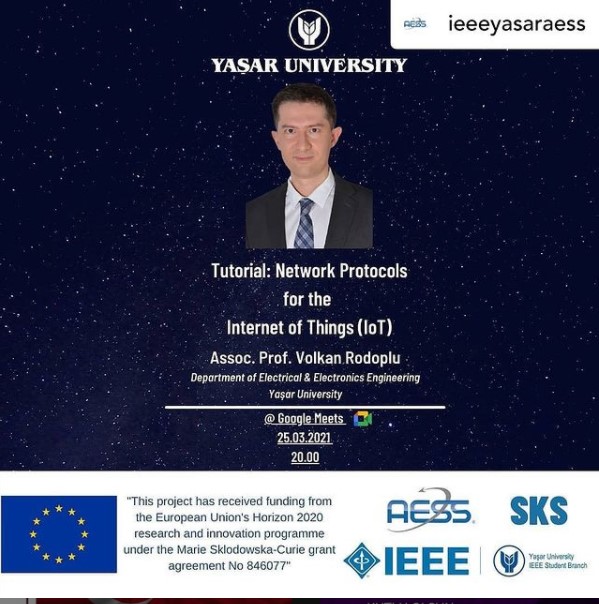 AESS
ieeeyasaraess
YAŞAR UNIVERSITY
Tutorial: Network Protocols
for the
Internet of Things (IoT)
Assoc. Prof. Volkan Rodoplu
Department of Electrical & Electronics Engineering
Yaşar University
@ Google Meets
25.03.2021
20.00
"This project has received funding from
the European Union's Horizon 2020
research and innovation programme
under the Marie Sklodowska-Curie grant
agreement No 846077"
AESS
SKS
IEEE
Yaşar University
IEEE Student Branch